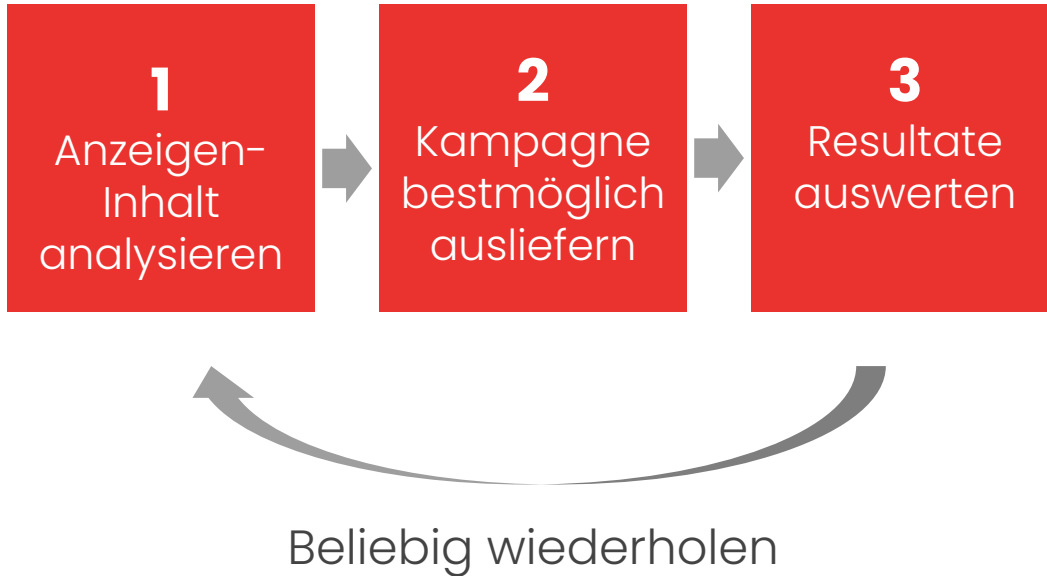 1
Anzeigen-
Inhalt
analysieren
2
Kampagne
bestmöglich
ausliefern
3
Resultate
auswerten
Beliebig wiederholen